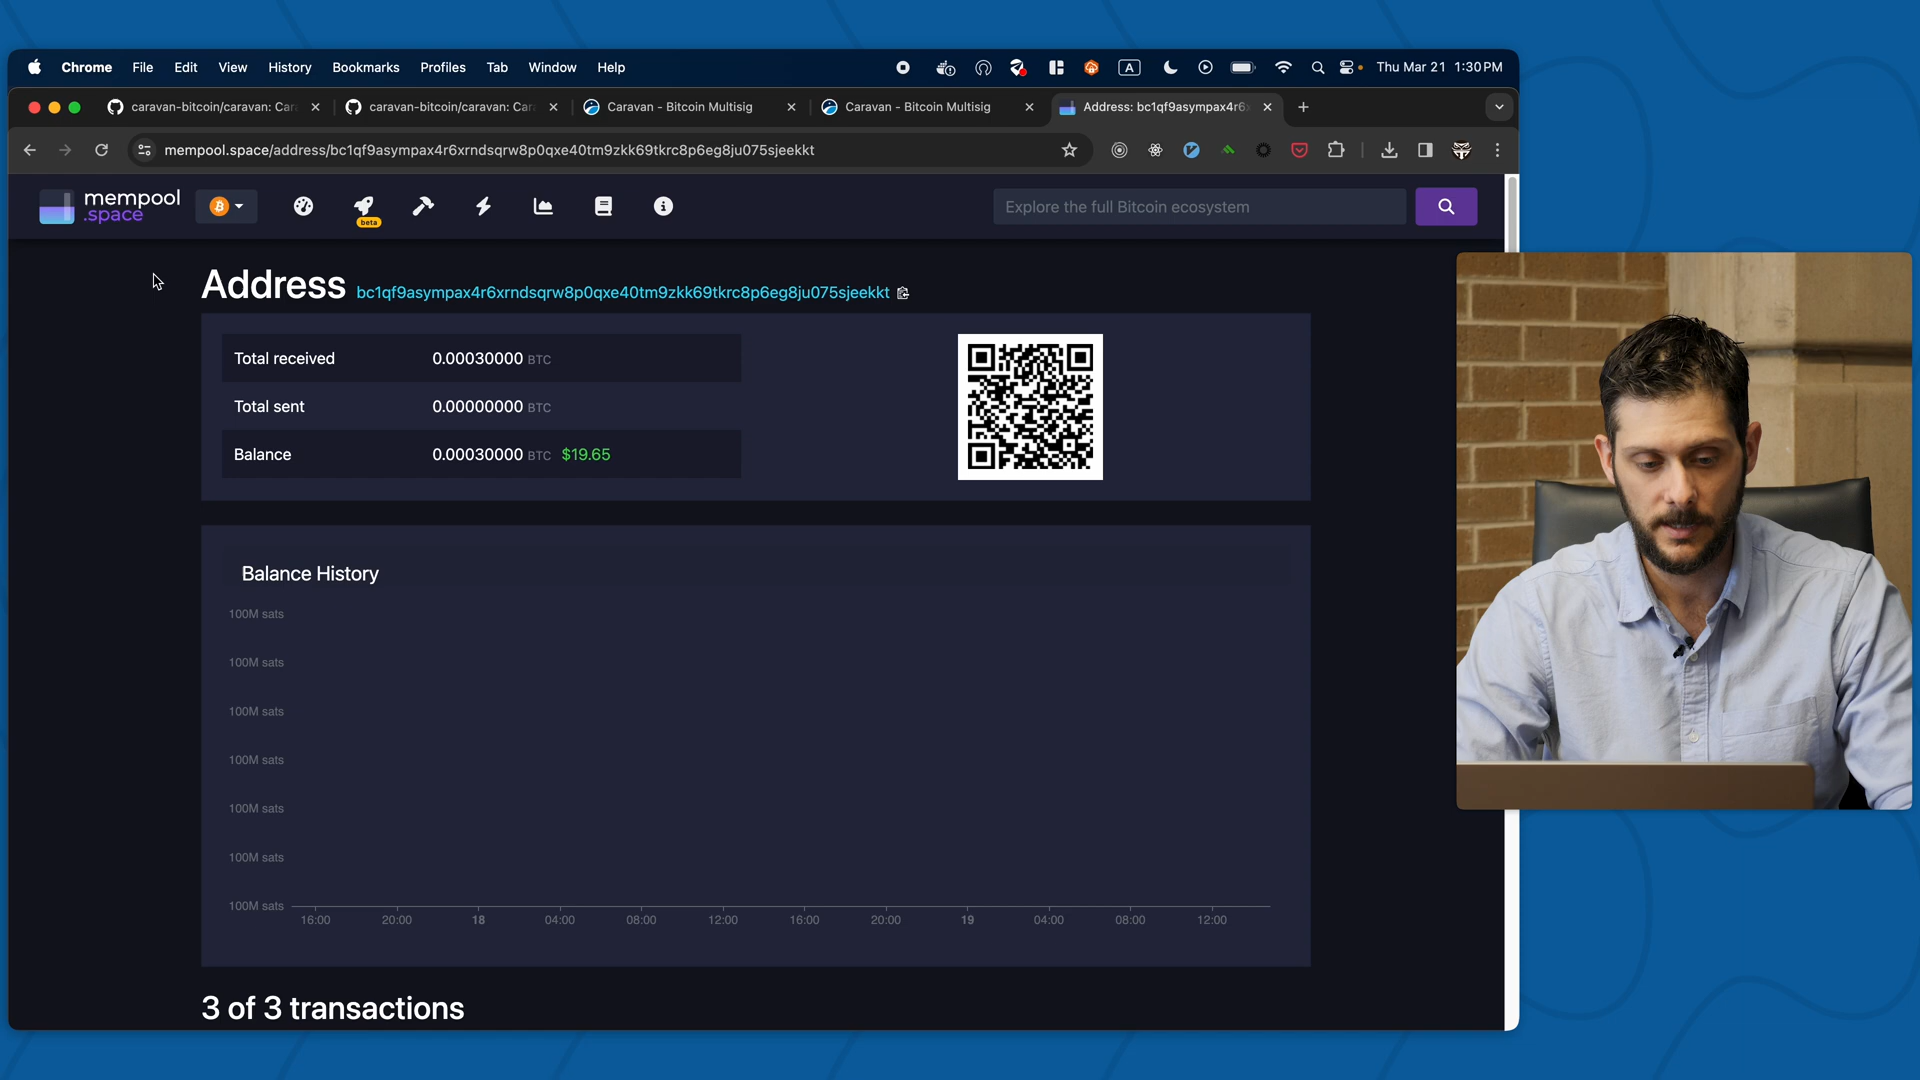 Chrome File Edit View History Bookmarks Profiles Tab Window Help A Thu Mar 21 1:30 PM
caravan-bitcoin/caravan: Car caravan-bitcoin/caravan: Car Caravan - Bitcoin Multisig Caravan - Bitcoin Multisig Address: bc1qf9asympax4r6x
mempool.space/address/bc1qf9asympax4r6xrndsqrw8p0qxe40tm9zkk69tkrc8p6eg8ju075sjeekkt
mempool
.space
beta
Explore the full Bitcoin ecosystem
Address bc1qf9asympax4r6xrndsqrw8p0qxe40tm9zkk69tkrc8p6eg8ju075sjeekkt
Total received 0.00030000 BTC
Total sent 0.00000000 BTC
Balance 0.00030000 BTC $19.65
Balance History
100M sats
100M sats
100M sats
100M sats
100M sats
100M sats
100M sats
16:00 20:00 18 04:00 08:00 12:00 16:00 20:00 19 04:00 08:00 12:00
3 of 3 transactions